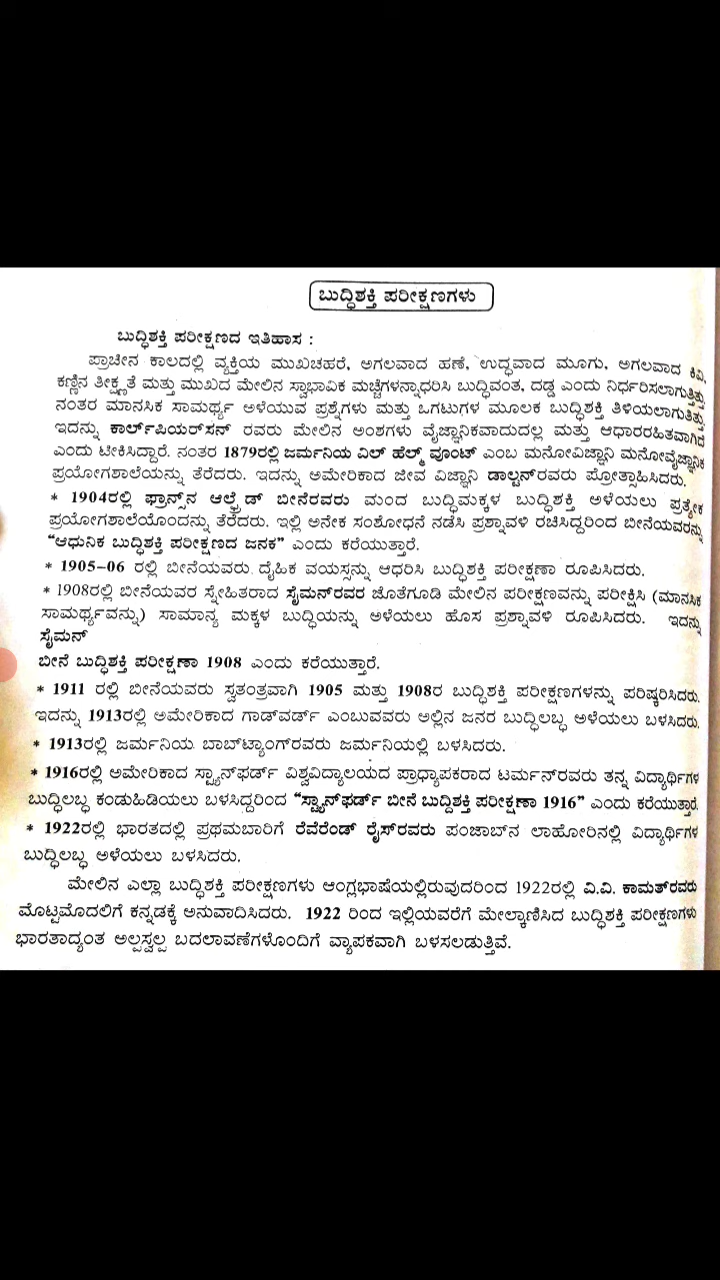 ಬುದ್ಧಿಶಕ್ತಿ ಪರೀಕ್ಷಣಗಳು
ಬುದ್ಧಿಶಕ್ತಿ ಪರೀಕ್ಷಣದ ಇತಿಹಾಸ :
ಪ್ರಾಚೀನ ಕಾಲದಲ್ಲಿ ವ್ಯಕ್ತಿಯ ಮುಖಚಹರೆ, ಅಗಲವಾದ ಹಣೆ, ಉದ್ಧವಾದ ಮೂಗು, ಅಗಲವಾದ ಕಿವಿ,
ಕಣ್ಣಿನ ತೀಕ್ಷ್ಣತೆ ಮತ್ತು ಮುಖದ ಮೇಲಿನ ಸ್ವಾಭಾವಿಕ ಮಚ್ಚೆಗಳನ್ನಾಧರಿಸಿ ಬುದ್ಧಿವಂತ, ದಡ್ಡ ಎಂದು ನಿರ್ಧರಿಸಲಾಗುತ್ತಿತ್ತು
ನಂತರ ಮಾನಸಿಕ ಸಾಮರ್ಥ್ಯ ಅಳೆಯುವ ಪ್ರಶ್ನೆಗಳು ಮತ್ತು ಒಗಟುಗಳ ಮೂಲಕ ಬುದ್ಧಿಶಕ್ತಿ ತಿಳಿಯಲಾಗುತಿತ್ತು.
ಇದನ್ನು ಕಾರ್ಲ್‌ಪಿಯರ್‌ಸನ್ ರವರು ಮೇಲಿನ ಅಂಶಗಳು ವೈಜ್ಞಾನಿಕವಾದುದಲ್ಲ ಮತ್ತು ಆಧಾರರಹಿತವಾಗಿದೆ
ಎಂದು ಟೀಕಿಸಿದ್ದಾರೆ. ನಂತರ 1879ರಲ್ಲಿ ಜರ್ಮನಿಯ ವಿಲ್ ಹೆಲ್ಮ್ ವೂಂಟ್ ಎಂಬ ಮನೋವಿಜ್ಞಾನಿ ಮನೋವೈಜ್ಞಾನಿಕ
ಪ್ರಯೋಗಶಾಲೆಯನ್ನು ತೆರೆದರು. ಇದನ್ನು ಅಮೇರಿಕಾದ ಜೀವ ವಿಜ್ಞಾನಿ ಡಾಲ್ಟನ್‌ರವರು ಪ್ರೋತ್ಸಾಹಿಸಿದರು.
* 1904ರಲ್ಲಿ ಫ್ರಾನ್ಸ್‌ನ ಆಲ್ಫ್ರೆಡ್ ಬೀನೆರವರು ಮಂದ ಬುದ್ಧಿಮಕ್ಕಳ ಬುದ್ಧಿಶಕ್ತಿ ಅಳೆಯಲು ಪ್ರತ್ಯೇಕ
ಪ್ರಯೋಗಶಾಲೆಯೊಂದನ್ನು ತೆರೆದರು. ಇಲ್ಲಿ ಅನೇಕ ಸಂಶೋಧನೆ ನಡೆಸಿ ಪ್ರಶ್ನಾವಳಿ ರಚಿಸಿದ್ದರಿಂದ ಬೀನೆಯವರನ್ನು
"ಆಧುನಿಕ ಬುದ್ಧಿಶಕ್ತಿ ಪರೀಕ್ಷಣದ ಜನಕ" ಎಂದು ಕರೆಯುತ್ತಾರೆ.
* 1905-06 ರಲ್ಲಿ ಬೀನೆಯವರು ದೈಹಿಕ ವಯಸ್ಸನ್ನು ಆಧರಿಸಿ ಬುದ್ಧಿಶಕ್ತಿ ಪರೀಕ್ಷಣಾ ರೂಪಿಸಿದರು.
* 1908ರಲ್ಲಿ ಬೀನೆಯವರ ಸ್ನೇಹಿತರಾದ ಸೈಮನ್‌ರವರ ಜೊತೆಗೂಡಿ ಮೇಲಿನ ಪರೀಕ್ಷಣವನ್ನು ಪರೀಕ್ಷಿಸಿ (ಮಾನಸಿಕ
ಸಾಮರ್ಥ್ಯವನ್ನು) ಸಾಮಾನ್ಯ ಮಕ್ಕಳ ಬುದ್ಧಿಯನ್ನು ಅಳೆಯಲು ಹೊಸ ಪ್ರಶ್ನಾವಳಿ ರೂಪಿಸಿದರು. ಇದನ್ನು
ಸೈಮನ್
ಬೀನೆ ಬುದ್ಧಿಶಕ್ತಿ ಪರೀಕ್ಷಣಾ 1908 ಎಂದು ಕರೆಯುತ್ತಾರೆ.
* 1911 ರಲ್ಲಿ ಬೀನೆಯವರು ಸ್ವತಂತ್ರವಾಗಿ 1905 ಮತ್ತು 1908ರ ಬುದ್ಧಿಶಕ್ತಿ ಪರೀಕ್ಷಣಗಳನ್ನು ಪರಿಷ್ಕರಿಸಿದರು.
ಇದನ್ನು 1913ರಲ್ಲಿ ಅಮೇರಿಕಾದ ಗಾಡ್‌ವರ್ಡ್ ಎಂಬುವವರು ಅಲ್ಲಿನ ಜನರ ಬುದ್ಧಿಲಬ್ಧ ಅಳೆಯಲು ಬಳಸಿದರು.
* 1913ರಲ್ಲಿ ಜರ್ಮನಿಯ ಬಾಬ್‌ಟ್ಯಾಂಗ್‌ರವರು ಜರ್ಮನಿಯಲ್ಲಿ ಬಳಸಿದರು.
* 1916ರಲ್ಲಿ ಅಮೇರಿಕಾದ ಸ್ಟ್ಯಾನ್‌ಫರ್ಡ್ ವಿಶ್ವವಿದ್ಯಾಲಯದ ಪ್ರಾಧ್ಯಾಪಕರಾದ ಟರ್ಮನ್‌ರವರು ತನ್ನ ವಿದ್ಯಾರ್ಥಿಗಳ
ಬುದ್ಧಿಲಬ್ಧ ಕಂಡುಹಿಡಿಯಲು ಬಳಸಿದ್ದರಿಂದ "ಸ್ಟ್ಯಾನ್‌ಫರ್ಡ್ ಬೀನೆ ಬುದ್ದಿಶಕ್ತಿ ಪರೀಕ್ಷಣಾ 1916" ಎಂದು ಕರೆಯುತ್ತಾರೆ.
* 1922ರಲ್ಲಿ ಭಾರತದಲ್ಲಿ ಪ್ರಥಮಬಾರಿಗೆ ರೆವೆರೆಂಡ್ ರೈಸ್‌ರವರು ಪಂಜಾಬ್‌ನ ಲಾಹೋರಿನಲ್ಲಿ ವಿದ್ಯಾರ್ಥಿಗಳ
ಬುದ್ಧಿಲಬ್ಧ ಅಳೆಯಲು ಬಳಸಿದರು.
ಮೇಲಿನ ಎಲ್ಲಾ ಬುದ್ಧಿಶಕ್ತಿ ಪರೀಕ್ಷಣಗಳು ಆಂಗ್ಲಭಾಷೆಯಲ್ಲಿರುವುದರಿಂದ 1922ರಲ್ಲಿ ವಿ.ವಿ. ಕಾಮತ್‌ರವರು
ಮೊಟ್ಟಮೊದಲಿಗೆ ಕನ್ನಡಕ್ಕೆ ಅನುವಾದಿಸಿದರು. 1922 ರಿಂದ ಇಲ್ಲಿಯವರೆಗೆ ಮೇಲ್ಕಾಣಿಸಿದ ಬುದ್ಧಿಶಕ್ತಿ ಪರೀಕ್ಷಣಗಳು
ಭಾರತಾದ್ಯಂತ ಅಲ್ಪಸ್ವಲ್ಪ ಬದಲಾವಣೆಗಳೊಂದಿಗೆ ವ್ಯಾಪಕವಾಗಿ ಬಳಸಲಡುತ್ತಿವೆ.